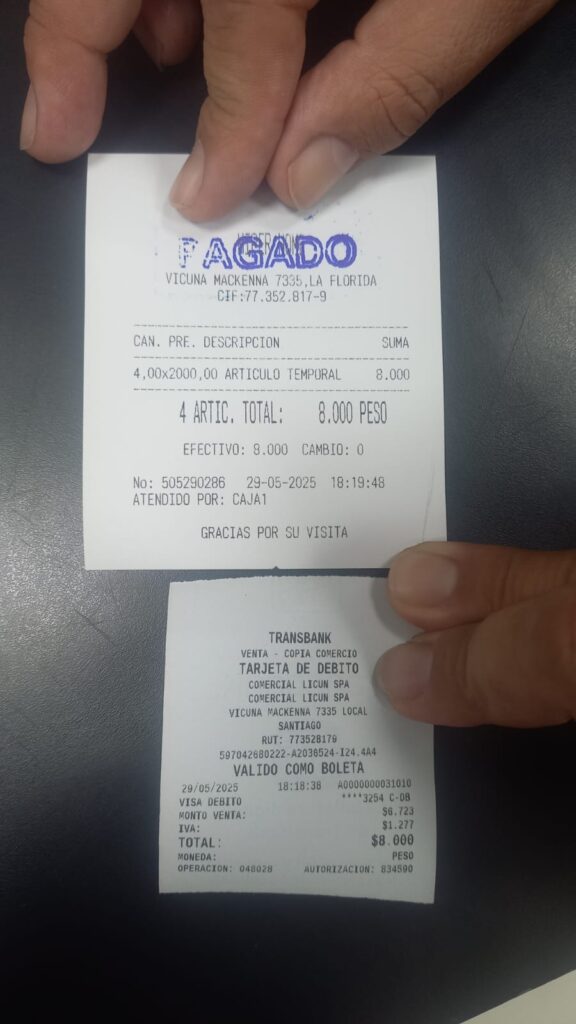 PAGADO
VICUNA MACKENNA 7335,LA FLORIDA
CIF:77.352.817-9
CAN. PRE. DESCRIPCION SUMA
4,00x2000,00 ARTICULO TEMPORAL 8.000
4 ARTIC. TOTAL: 8.000 PESO
EFECTIVO: 8.000 CAMBIO: 0
No: 505290286 29-05-2025 18:19:48
ATENDIDO POR: CAJA1
GRACIAS POR SU VISITA
TRANSBANK
VENTA - COPIA COMERCIO
TARJETA DE DEBITO
COMERCIAL LICUN SPA
COMERCIAL LICUN SPA
VICUNA MACKENNA 7335 LOCAL
SANTIAGO
RUT: 773528179
597042680222-A2036524-I24.4A4
VALIDO COMO BOLETA
29/05/2025 18:18:38 A0000000031010
VISA DEBITO ****3254 C-DB
MONTO VENTA: $6.723
IVA: $1.277
TOTAL: $8.000
MONEDA: PESO
OPERACION: 048028 AUTORIZACION: 834590